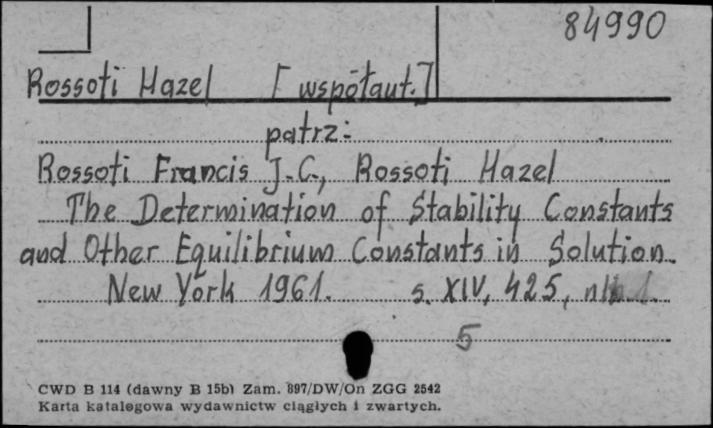 84990
Rossoti Hazel [współaut.]
patrz:
Rossoti Francis J.C., Rossoti Hazel
The Determination of Stability Constants
and Other Equilibrium Constants in Solution.
New York 1961. s. XIV, 425,
5
CWD B 114 (dawny B 15b) Zam. 897/DW/On ZGG 2542
Karta katalogowa wydawnictw ciągłych i zwartych.